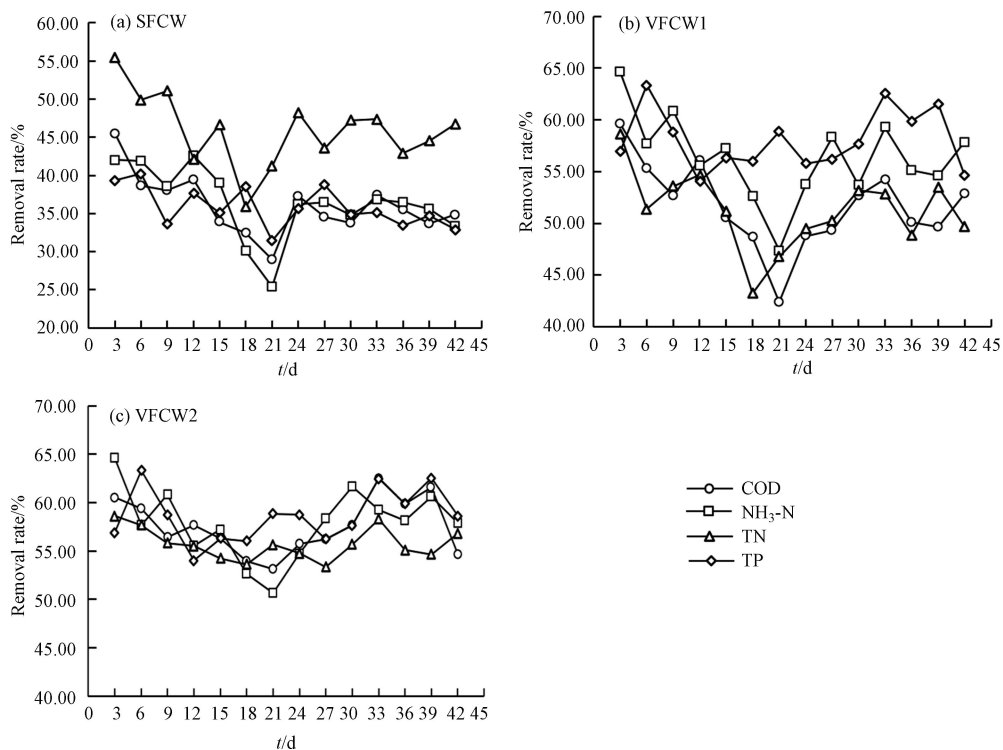 (a) SFCW
Removal rate/%
60.00
55.00
50.00
45.00
40.00
35.00
30.00
25.00
20.00
0 3 6 9 12 15 18 21 24 27 30 33 36 39 42 45
t/d
(b) VFCW1
Removal rate/%
70.00
65.00
60.00
55.00
50.00
45.00
40.00
0 3 6 9 12 15 18 21 24 27 30 33 36 39 42 45
t/d
(c) VFCW2
Removal rate/%
70.00
65.00
60.00
55.00
50.00
45.00
40.00
0 3 6 9 12 15 18 21 24 27 30 33 36 39 42 45
t/d
COD
NH₃-N
TN
TP